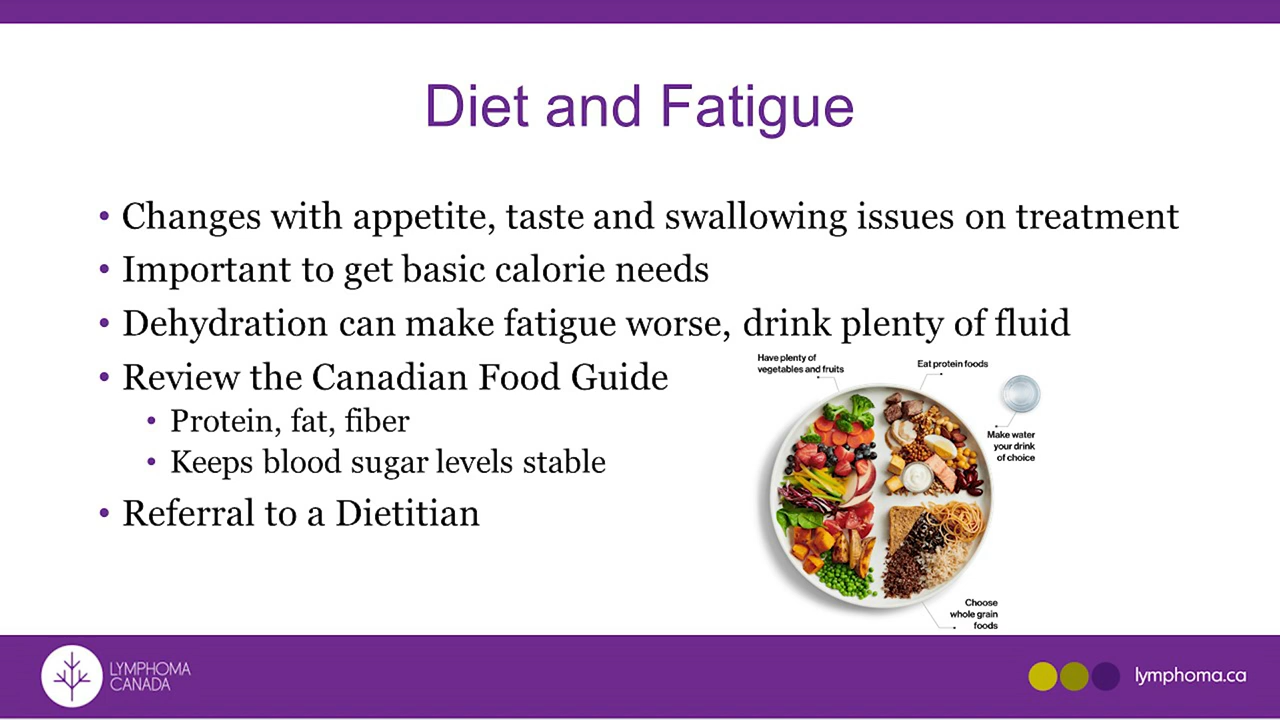 Diet and Fatigue
• Changes with appetite, taste and swallowing issues on treatment
• Important to get basic calorie needs
• Dehydration can make fatigue worse, drink plenty of fluid
• Review the Canadian Food Guide
• Protein, fat, fiber
• Keeps blood sugar levels stable
• Referral to a Dietitian
Have plenty of
vegetables and fruits
Eat protein foods
Make water
your drink
of choice
Choose
whole grain
foods
LYMPHOMA
CANADA
lymphoma.ca